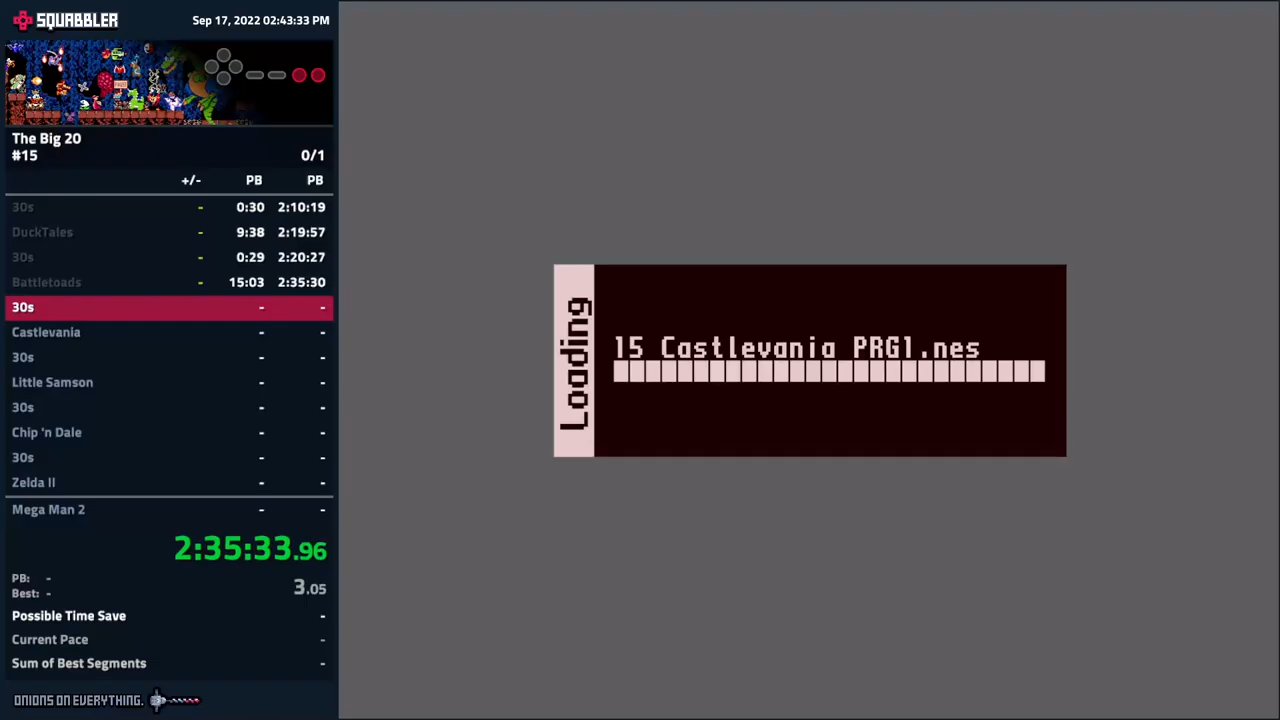 SQUABBLER
Sep 17, 2022 02:43:33 PM
The Big 20
#15 0/1
+/- PB PB
30s - 0:30 2:10:19
DuckTales - 9:38 2:19:57
30s - 0:29 2:20:27
Battletoads - 15:03 2:35:30
30s - -
Castlevania - -
30s - -
Little Samson - -
30s - -
Chip 'n Dale - -
30s - -
Zelda II - -
Mega Man 2 - -
2:35:33.96
PB: -
3.05
Best: -
Possible Time Save -
Current Pace -
Sum of Best Segments -
ONIONS ON EVERYTHING.
Loading
15 Castlevania PRG1.nes